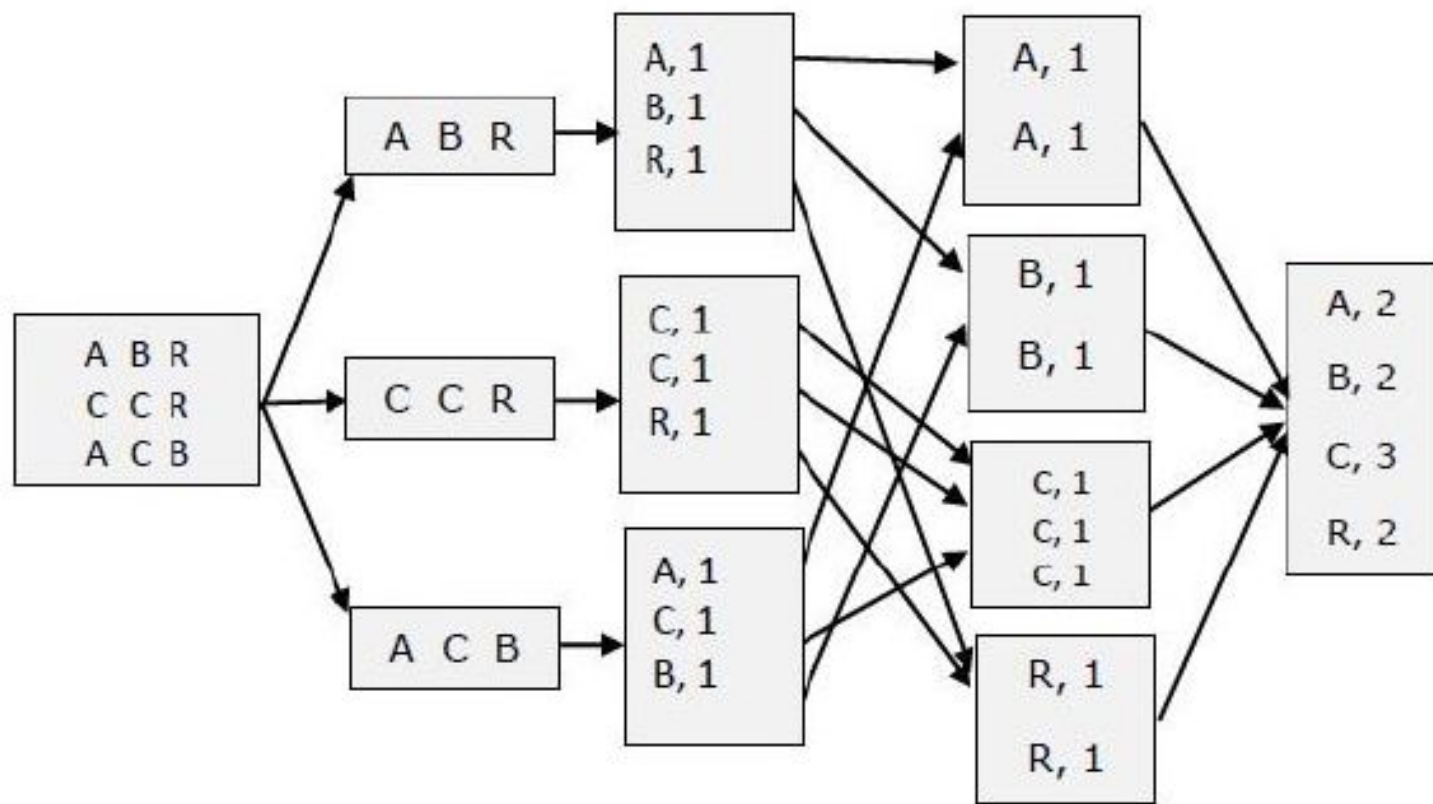 A B R
C C R
A C B
A B R
C C R
A C B
A, 1
B, 1
R, 1
C, 1
C, 1
R, 1
A, 1
C, 1
B, 1
A, 1
A, 1
B, 1
B, 1
C, 1
C, 1
C, 1
R, 1
R, 1
A, 2
B, 2
C, 3
R, 2